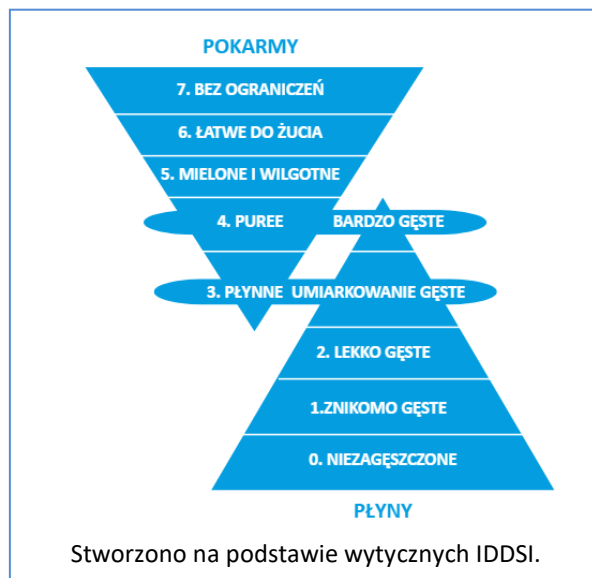 POKARMY
7. BEZ OGRANICZEŃ
6. ŁATWE DO ŻUCIA
5. MIELONE I WILGOTNE
4. PUREE BARDZO GĘSTE
3. PŁYNNE UMIARKOWANIE GĘSTE
2. LEKKO GĘSTE
1.ZNIKOMO GĘSTE
0. NIEZAGĘSZCZONE
PŁYNY
Stworzono na podstawie wytycznych IDDSI.